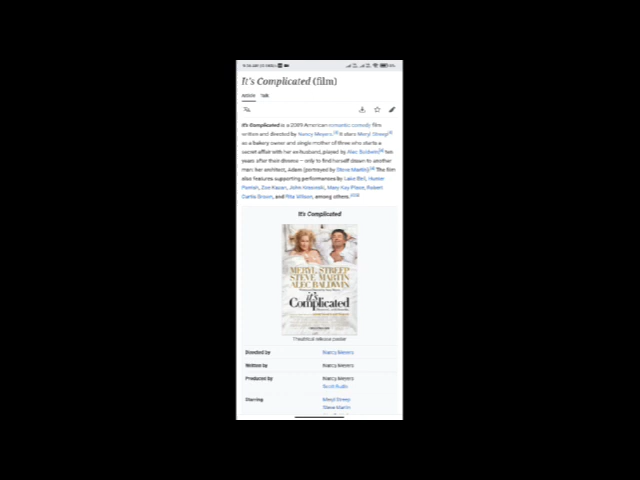 It's Complicated (film)
Article Talk
It's Complicated is a 2009 American romantic comedy film
written and directed by Nancy Meyers. It stars Meryl Streep
as a bakery owner and single mother of three who starts a
secret affair with her ex-husband, played by Alec Baldwin, ten
years after their divorce – only to find herself drawn to another
man: her architect, Adam (portrayed by Steve Martin). The film
also features supporting performances by Lake Bell, Hunter
Parrish, Zoe Kazan, John Krasinski, Mary Kay Place, Robert
Curtis Brown, and Rita Wilson, among others.
It's Complicated
MERYL STREEP
STEVE MARTIN
ALEC BALDWIN
it's
Complicated
Theatrical release poster
Directed by Nancy Meyers
Written by Nancy Meyers
Produced by Nancy Meyers
Scott Rudin
Starring Meryl Streep
Steve Martin